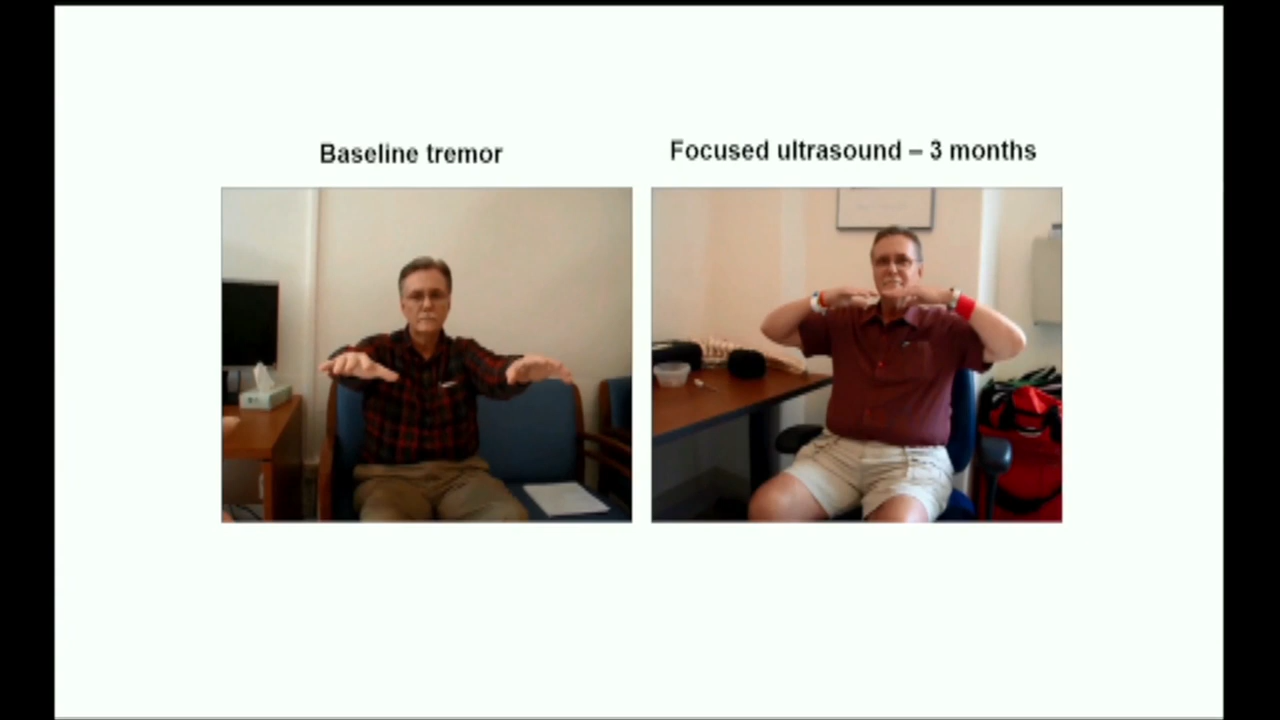 Baseline tremor
Focused ultrasound – 3 months